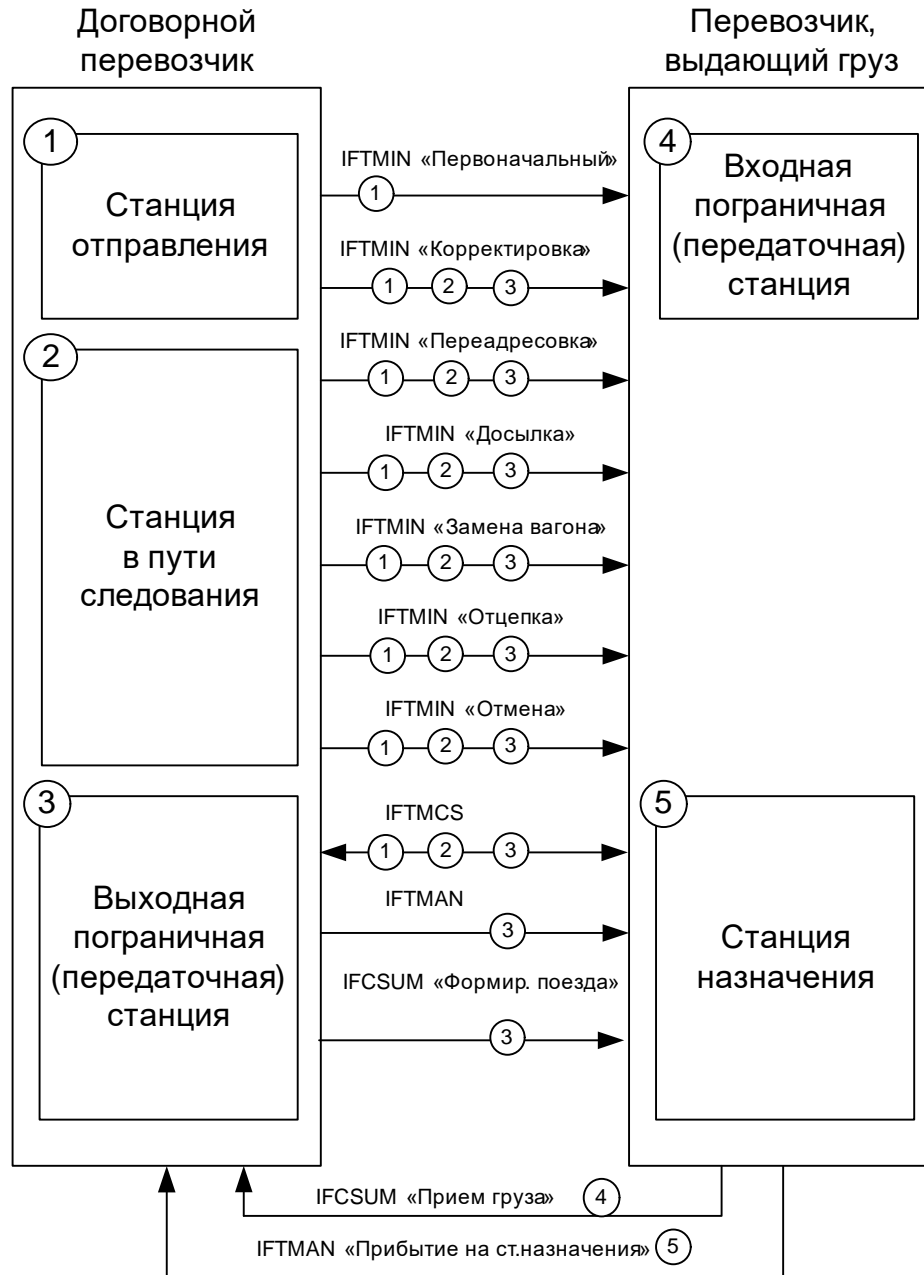 Договорной
перевозчик
Перевозчик,
выдающий груз
1
Станция
отправления
2
Станция
в пути
следования
3
Выходная
пограничная
(передаточная)
станция
IFTMIN «Первоначальный»
1
IFTMIN «Корректировка»
1 2 3
IFTMIN «Переадресовка»
1 2 3
IFTMIN «Досылка»
1 2 3
IFTMIN «Замена вагона»
1 2 3
IFTMIN «Отцепка»
1 2 3
IFTMIN «Отмена»
1 2 3
IFTMCS
1 2 3
IFTMAN
3
IFCSUM «Формир. поезда»
3
4
Входная
пограничная
(передаточная)
станция
5
Станция
назначения
IFCSUM «Прием груза» 4
IFTMAN «Прибытие на ст.назначения» 5